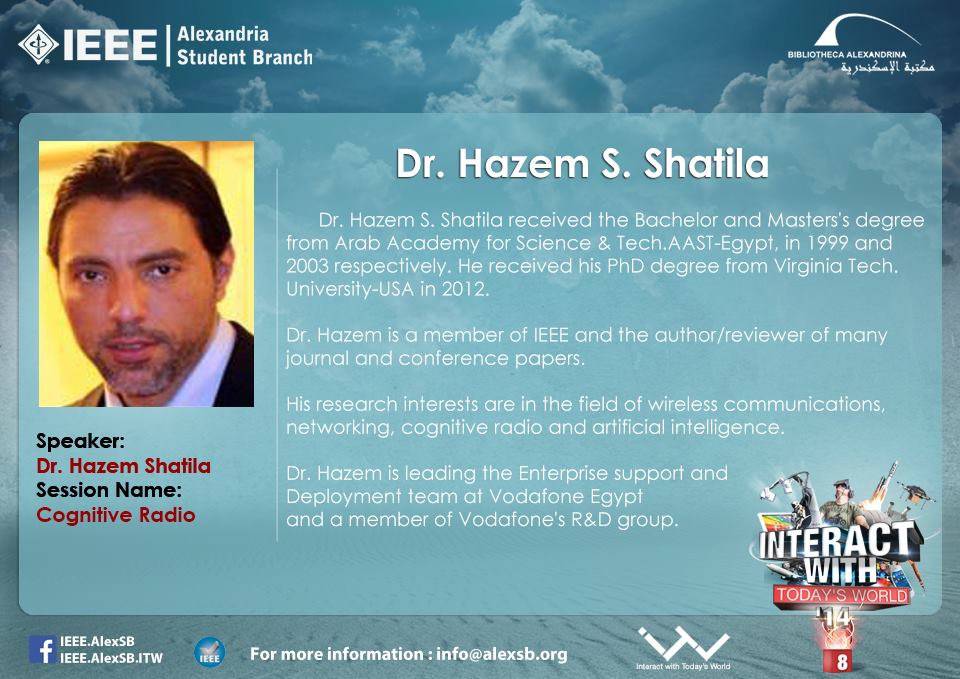 IEEE
Alexandria
Student Branch
BIBLIOTHECA ALEXANDRINA
مكتبة الإسكندرية
Dr. Hazem S. Shatila
Dr. Hazem S. Shatila received the Bachelor and Masters's degree
from Arab Academy for Science & Tech.AAST-Egypt, in 1999 and
2003 respectively. He received his PhD degree from Virginia Tech.
University-USA in 2012.
Dr. Hazem is a member of IEEE and the author/reviewer of many
journal and conference papers.
His research interests are in the field of wireless communications,
networking, cognitive radio and artificial intelligence.
Dr. Hazem is leading the Enterprise support and
Deployment team at Vodafone Egypt
and a member of Vodafone's R&D group.
Speaker:
Dr. Hazem Shatila
Session Name:
Cognitive Radio
INTERACT
WITH
TODAY'S WORLD
'14
8
IEEE.AlexSB
IEEE.AlexSB.ITW
IEEE
For more information : info@alexsb.org
itw
Interact with Today's World